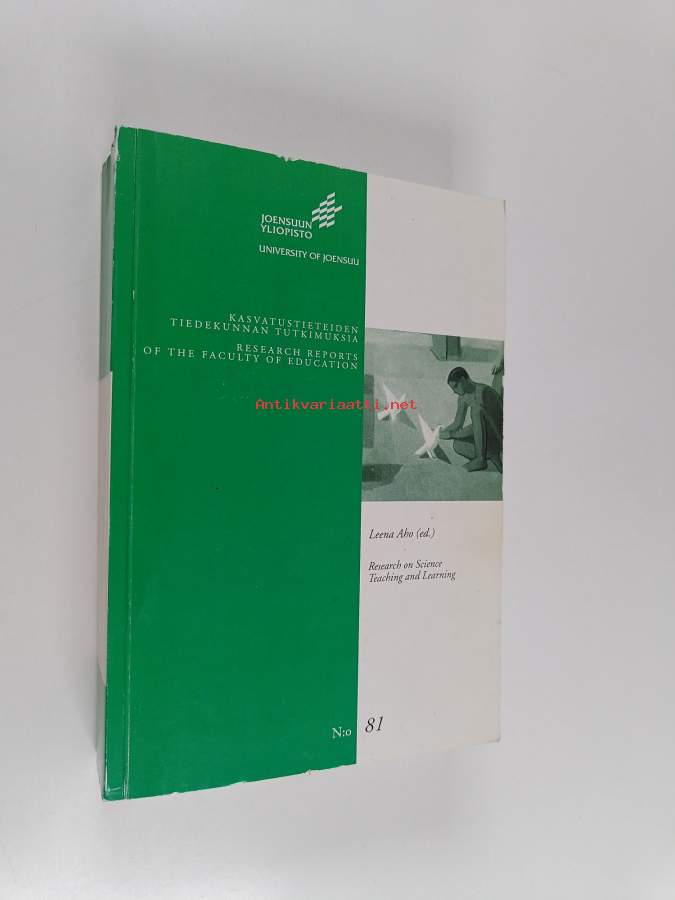 JOENSUUN
YLIOPISTO
UNIVERSITY OF JOENSUU
KASVATUSTIETEIDEN
TIEDEKUNNAN TUTKIMUKSIA
RESEARCH REPORTS
OF THE FACULTY OF EDUCATION
Antikvariaatti.net
Leena Aho (ed.)
Research on Science
Teaching and Learning
N:o 81